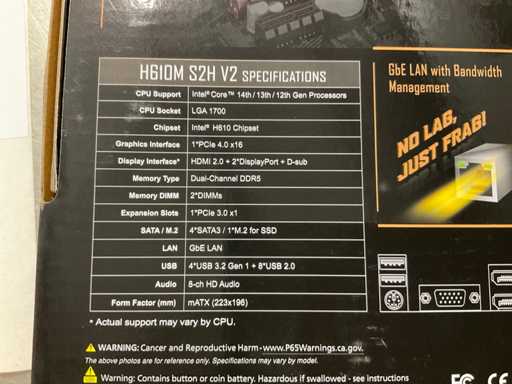 H610M S2H V2 SPECIFICATIONS
CPU Support Intel® Core™ 14th/13th/12th Gen Processors
CPU Socket LGA 1700
Chipset Intel® H610 Chipset
Graphics Interface 1*PCIe 4.0 x16
Display Interface* HDMI 2.0 + 2*DisplayPort + D-sub
Memory Type Dual-Channel DDR5
Memory DIMM 2*DIMMs
Expansion Slots 1*PCIe 3.0 x1
SATA / M.2 4*SATA3 / 1*M.2 for SSD
LAN GbE LAN
USB 4*USB 3.2 Gen 1 + 8*USB 2.0
Audio 6-ch HD Audio
Form Factor (mm) mATX (223x196)
* Actual support may vary by CPU.
WARNING: Cancer and Reproductive Harm - www.P65Warnings.ca.gov.
The above photos are for reference only. Specifications may vary by model.
WARNING: Contains button or coin battery. Hazardous if swallowed - see instructions
GbE LAN with Bandwidth
Management
NO LAG,
JUST FRAG!
FC CE